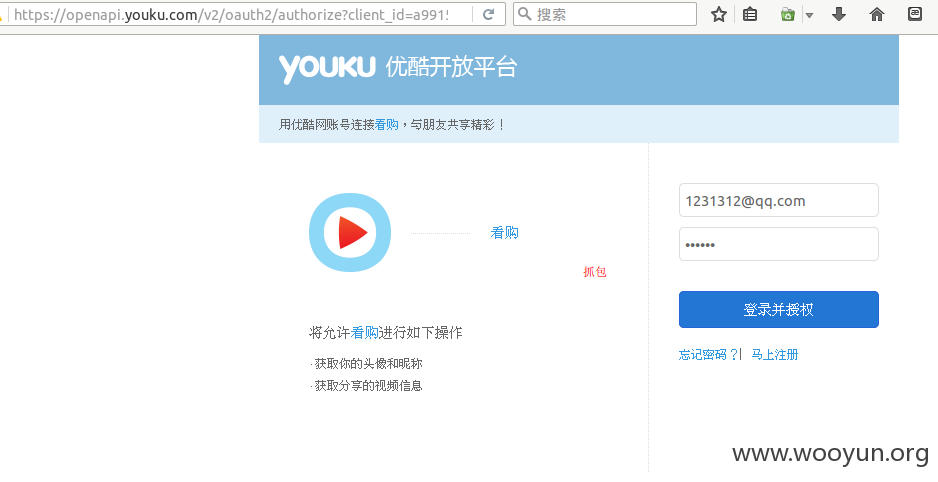 https://openapi.youku.com/v2/oauth2/authorize?client_id=a9915
搜索
YOUKU 优酷开放平台
用优酷网账号连接看购，与朋友共享精彩！
看购
抓包
将允许看购进行如下操作
·获取你的头像和昵称
·获取分享的视频信息
1231312@qq.com
••••••
登录并授权
忘记密码？| 马上注册
www.wooyun.org